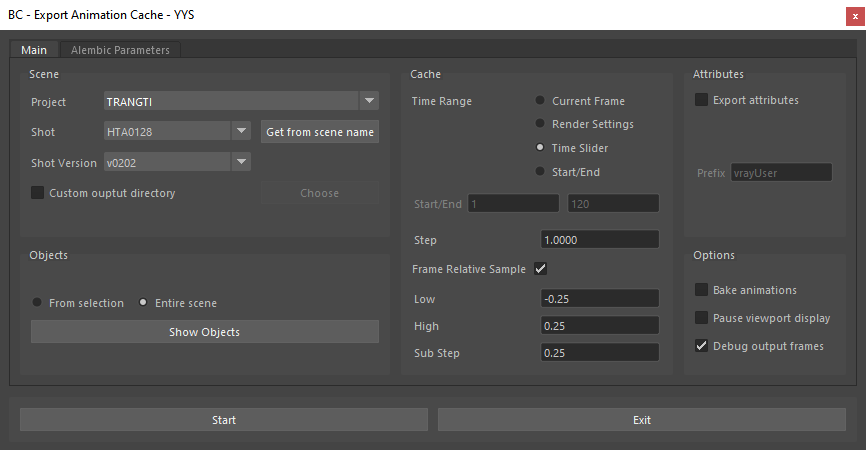 BC - Export Animation Cache - YYS
Main
Alembic Parameters
Scene
Project
TRANGTI
Shot
HTA0128
Get from scene name
Shot Version
v0202
Custom ouptut directory
Choose
Objects
From selection
Entire scene
Show Objects
Cache
Time Range
Current Frame
Render Settings
Time Slider
Start/End
Start/End
1
120
Step
1.0000
Frame Relative Sample
Low
-0.25
High
0.25
Sub Step
0.25
Attributes
Export attributes
Prefix
vrayUser
Options
Bake animations
Pause viewport display
Debug output frames
Start
Exit